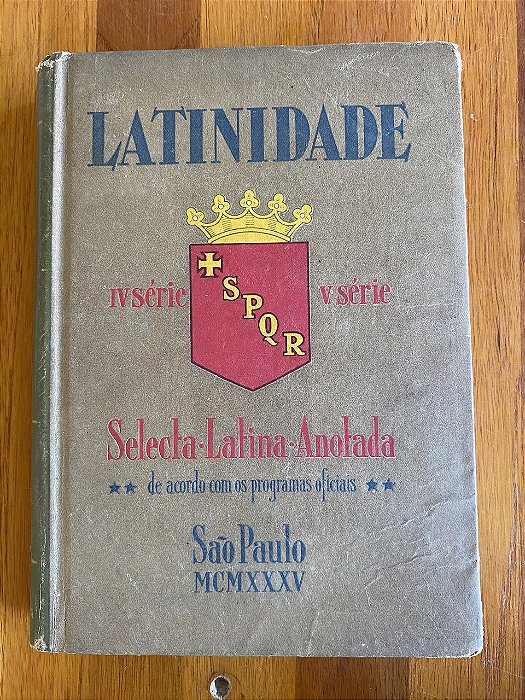 LATINIDADE
IV série
V série
SPQR
Selecta·Latina·Anotada
de acordo com os programas oficiais
São Paulo
MCMXXXV